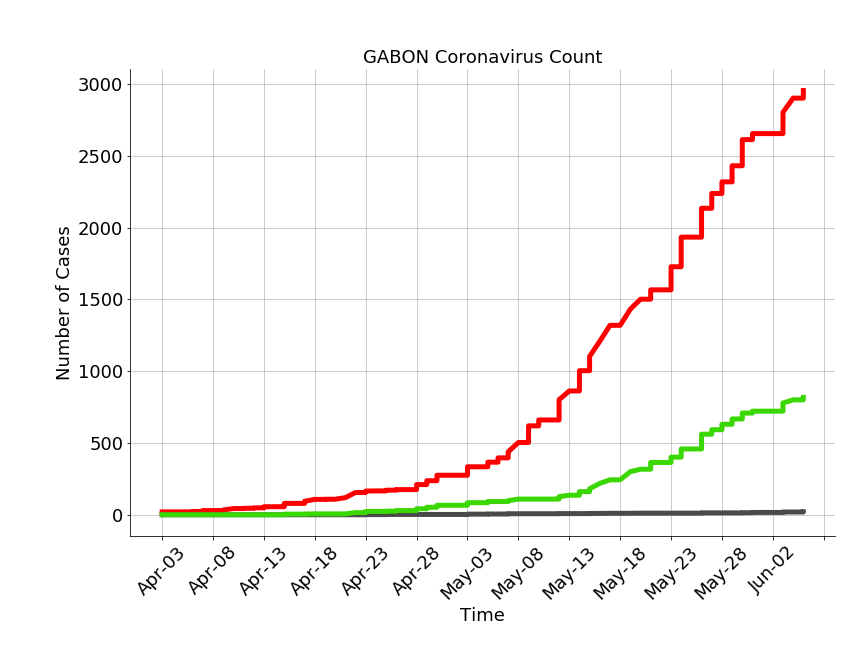 GABON Coronavirus Count
3000
2500
2000
1500
1000
500
0
Number of Cases
Apr-03
Apr-08
Apr-13
Apr-18
Apr-23
Apr-28
May-03
May-08
May-13
May-18
May-23
May-28
Jun-02
Time